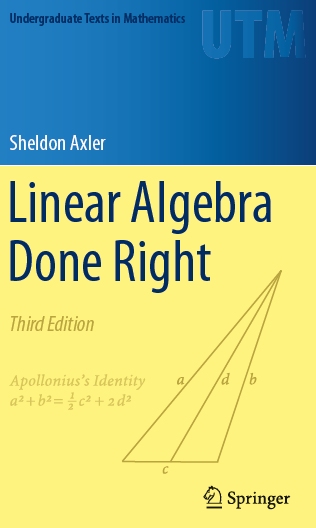 Undergraduate Texts in Mathematics
UTM
Sheldon Axler
Linear Algebra
Done Right
Third Edition
Apollonius's Identity
a² + b² = ½ c² + 2 d²
a
d
b
c
Springer